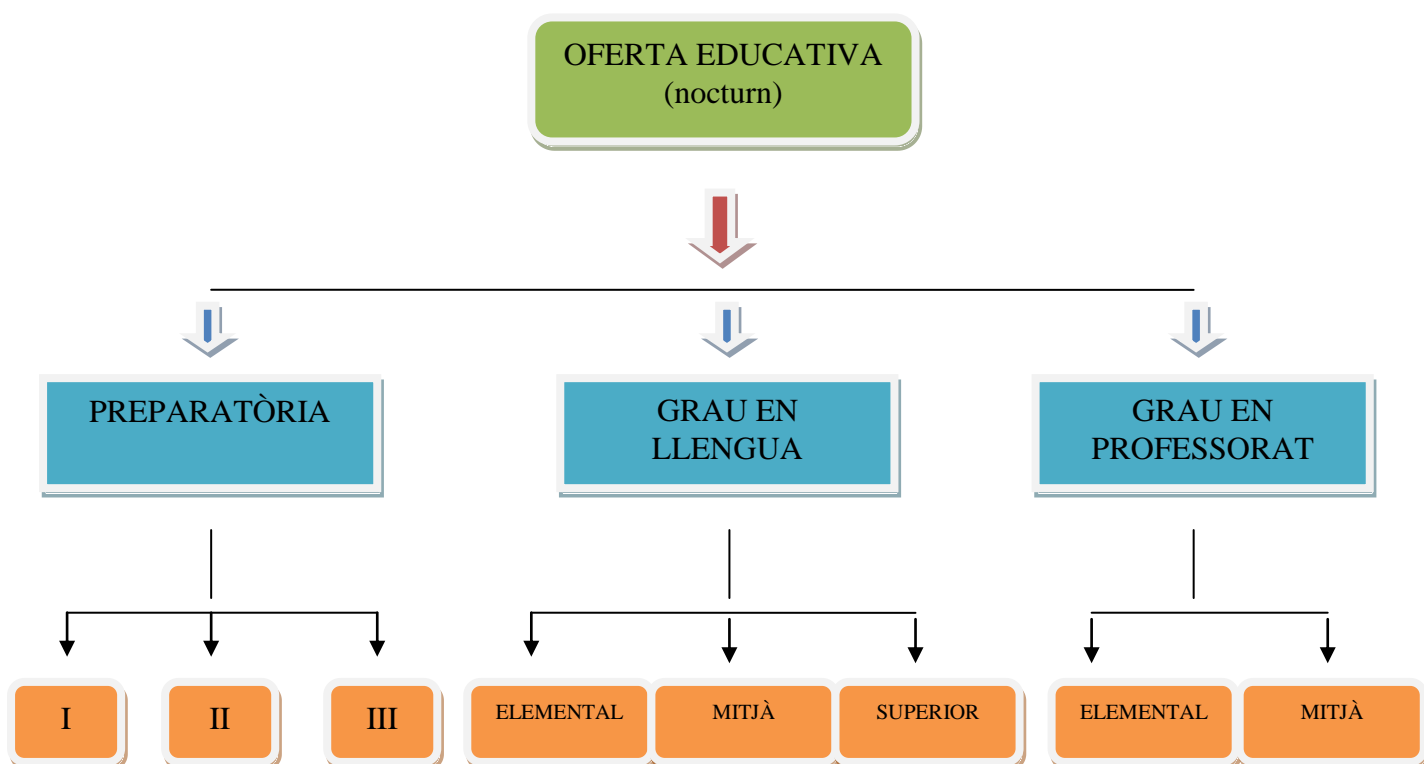 OFERTA EDUCATIVA
(nocturn)
PREPARATÒRIA
GRAU EN
LLENGUA
GRAU EN
PROFESSORAT
I
II
III
ELEMENTAL
MITJÀ
SUPERIOR
ELEMENTAL
MITJÀ